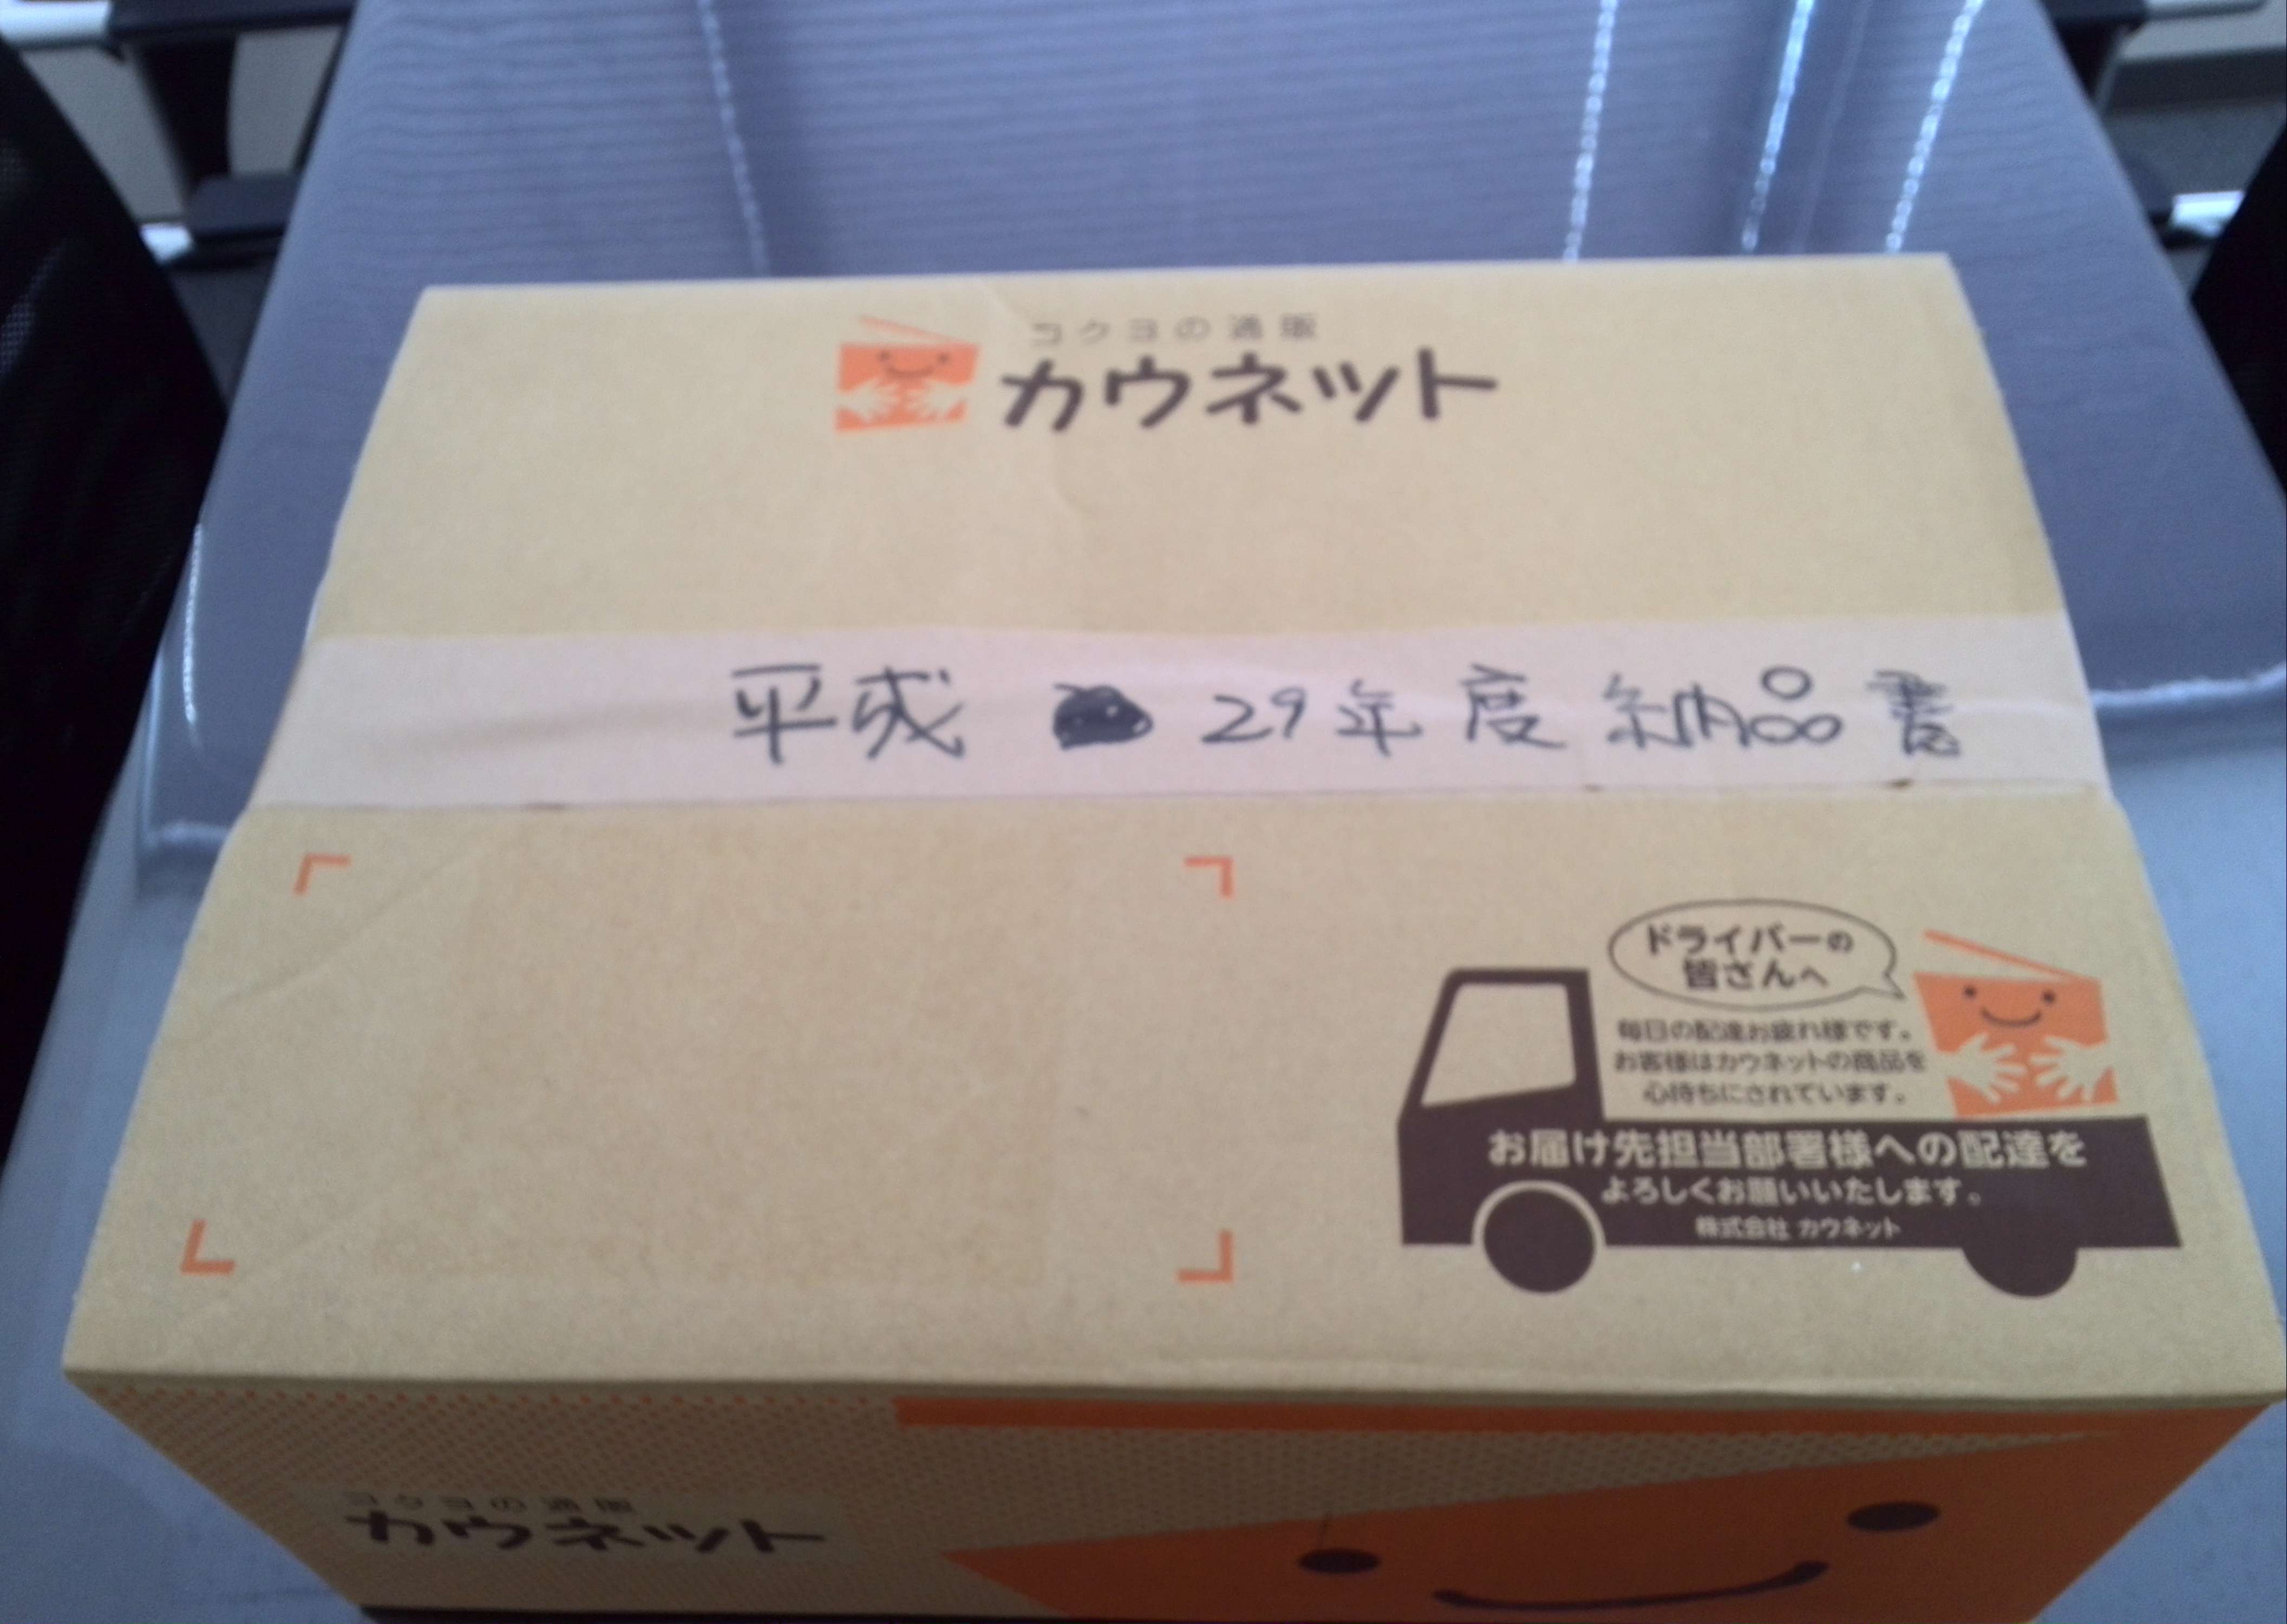 コクヨの通販
カウネット
平成 29年度 納品書
ドライバーの
皆さんへ
毎日の配達お疲れ様です。
お客様はカウネットの商品を
心待ちにされています。
お届け先担当部署様への配達を
よろしくお願いいたします。
株式会社 カウネット
コクヨの通販
カウネット